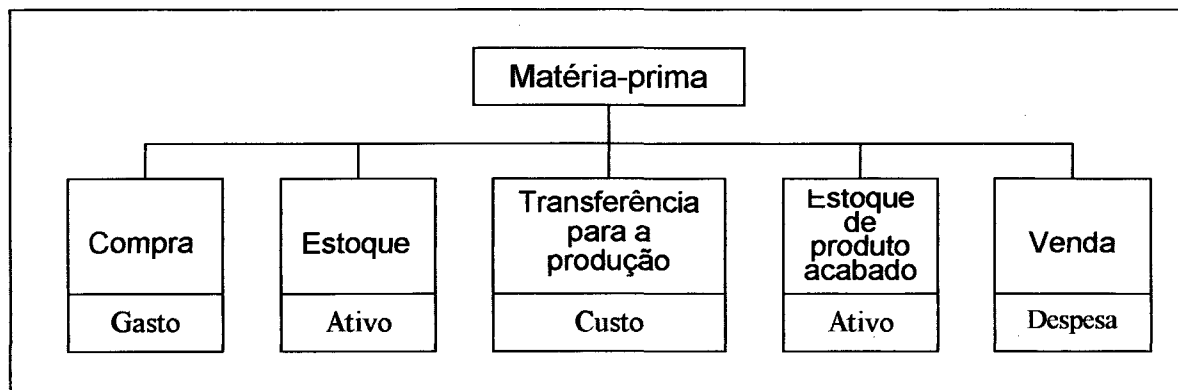 Matéria-prima
Compra
Gasto
Estoque
Ativo
Transferência
para a
produção
Custo
Estoque
de
produto
acabado
Ativo
Venda
Despesa